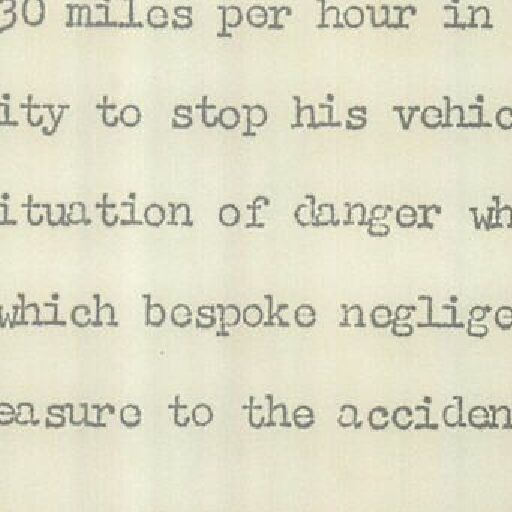 30 miles per hour in
ity to stop his vehic
ituation of danger wh
which bespoke neglige
easure to the acciden